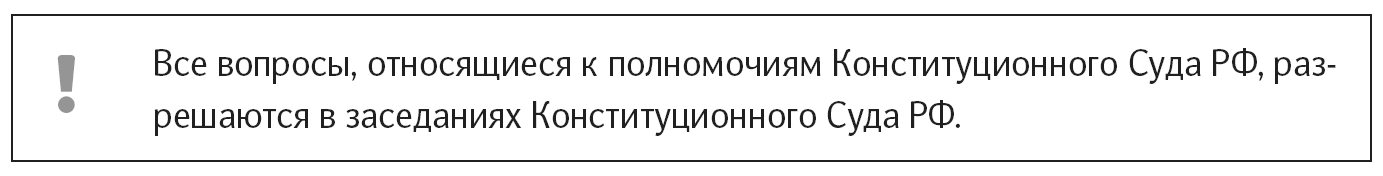 ! Все вопросы, относящиеся к полномочиям Конституционного Суда РФ, раз-
решаются в заседаниях Конституционного Суда РФ.